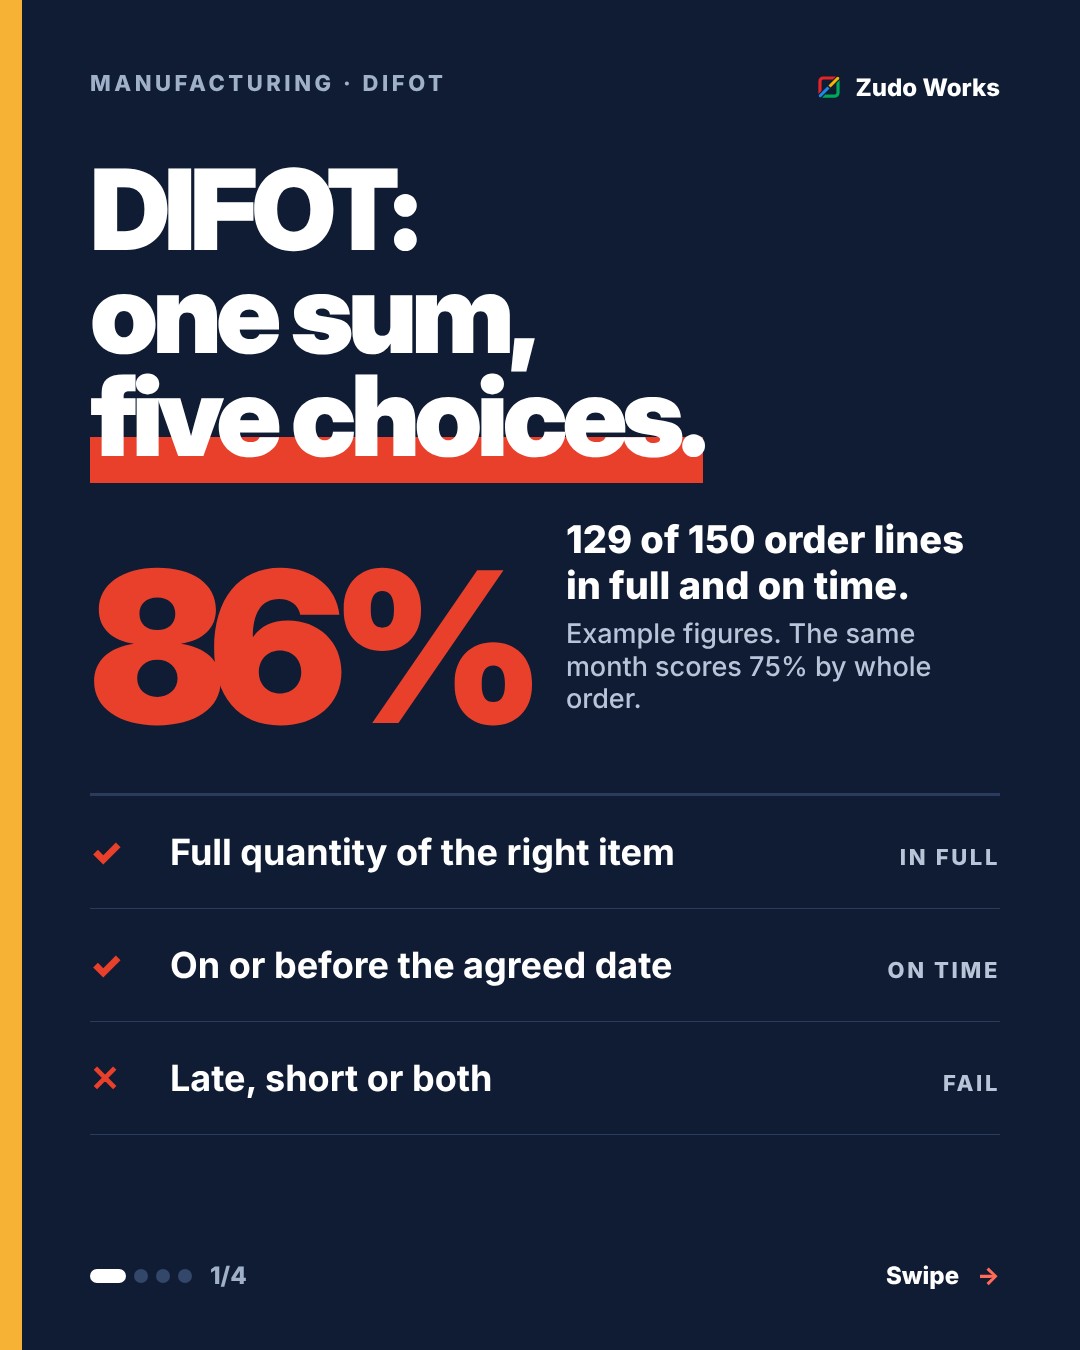 MANUFACTURING · DIFOT
Zudo Works
DIFOT:
one sum,
five choices.
86%
129 of 150 order lines
in full and on time.
Example figures. The same
month scores 75% by whole
order.
Full quantity of the right item
IN FULL
On or before the agreed date
ON TIME
Late, short or both
FAIL
1/4
Swipe →